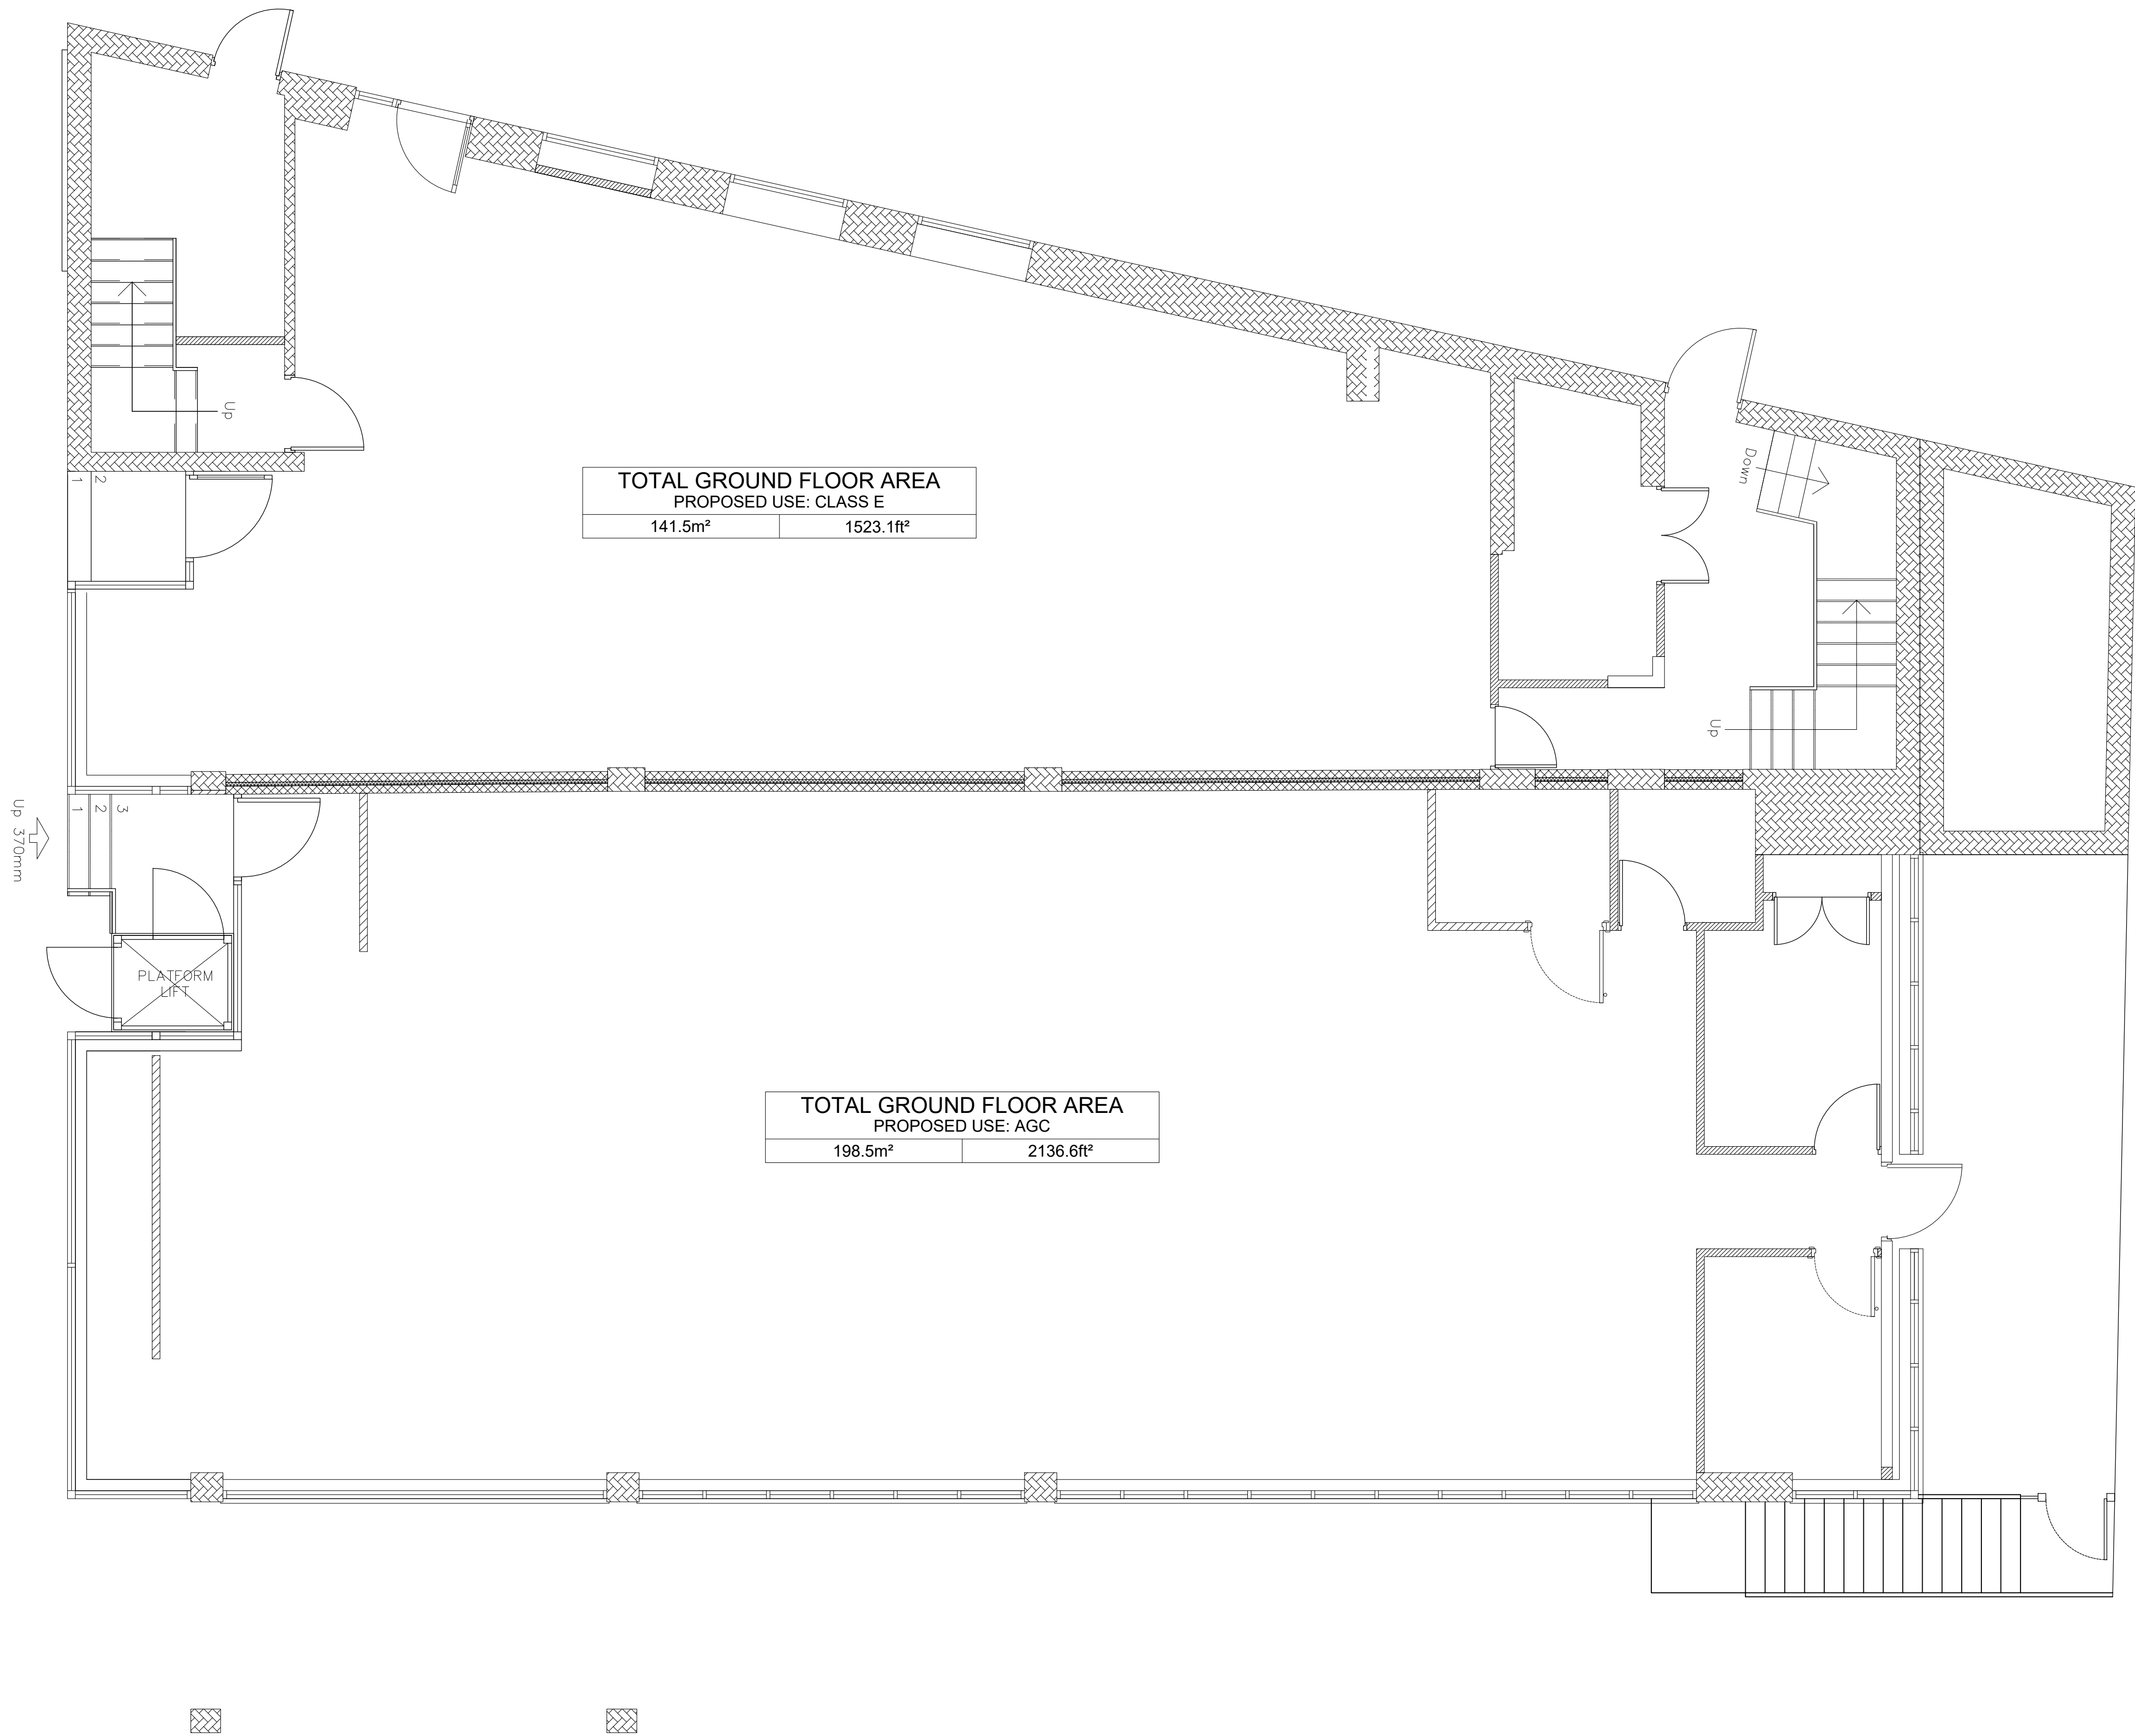 Up
2
1
TOTAL GROUND FLOOR AREA
PROPOSED USE: CLASS E
141.5m² 1523.1ft²
Down
Up
Up 370mm
1 2 3
PLATFORM
LIFT
TOTAL GROUND FLOOR AREA
PROPOSED USE: AGC
198.5m² 2136.6ft²